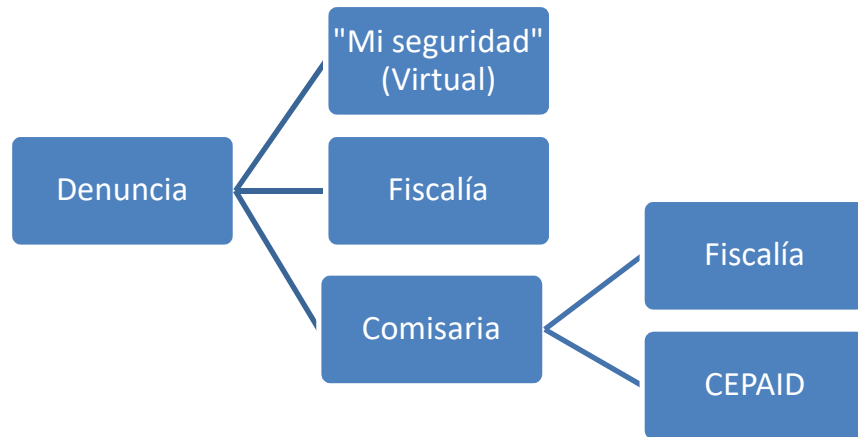 "Mi seguridad"
(Virtual)
Denuncia
Fiscalía
Fiscalía
Comisaria
CEPAID